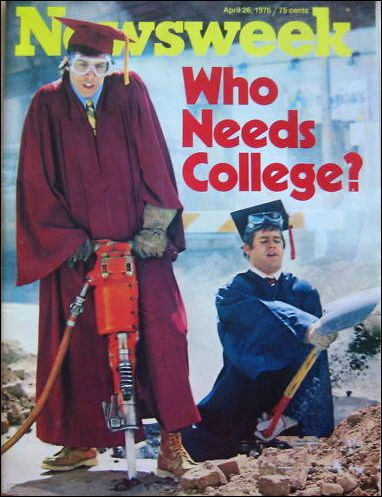 April 26, 1976 / 75 cents
Newsweek
Who
Needs
College?